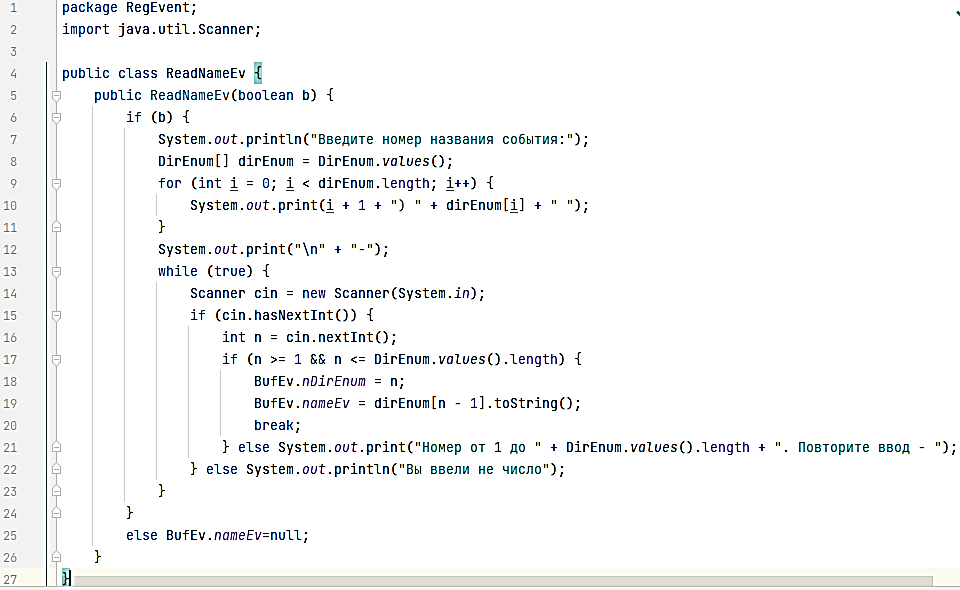 1 package RegEvent;
2 import java.util.Scanner;
3
4 public class ReadNameEv {
5     public ReadNameEv(boolean b) {
6         if (b) {
7             System.out.println("Введите номер названия события:");
8             DirEnum[] dirEnum = DirEnum.values();
9             for (int i = 0; i < dirEnum.length; i++) {
10                 System.out.print(i + 1 + ") " + dirEnum[i] + " ");
11             }
12             System.out.print("\n" + "-");
13             while (true) {
14                 Scanner cin = new Scanner(System.in);
15                 if (cin.hasNextInt()) {
16                     int n = cin.nextInt();
17                     if (n >= 1 && n <= DirEnum.values().length) {
18                         BufEv.nDirEnum = n;
19                         BufEv.nameEv = dirEnum[n - 1].toString();
20                         break;
21                     } else System.out.print("Номер от 1 до " + DirEnum.values().length + ". Повторите ввод - ");
22                 } else System.out.println("Вы ввели не число");
23             }
24         }
25         else BufEv.nameEv=null;
26     }
27 }